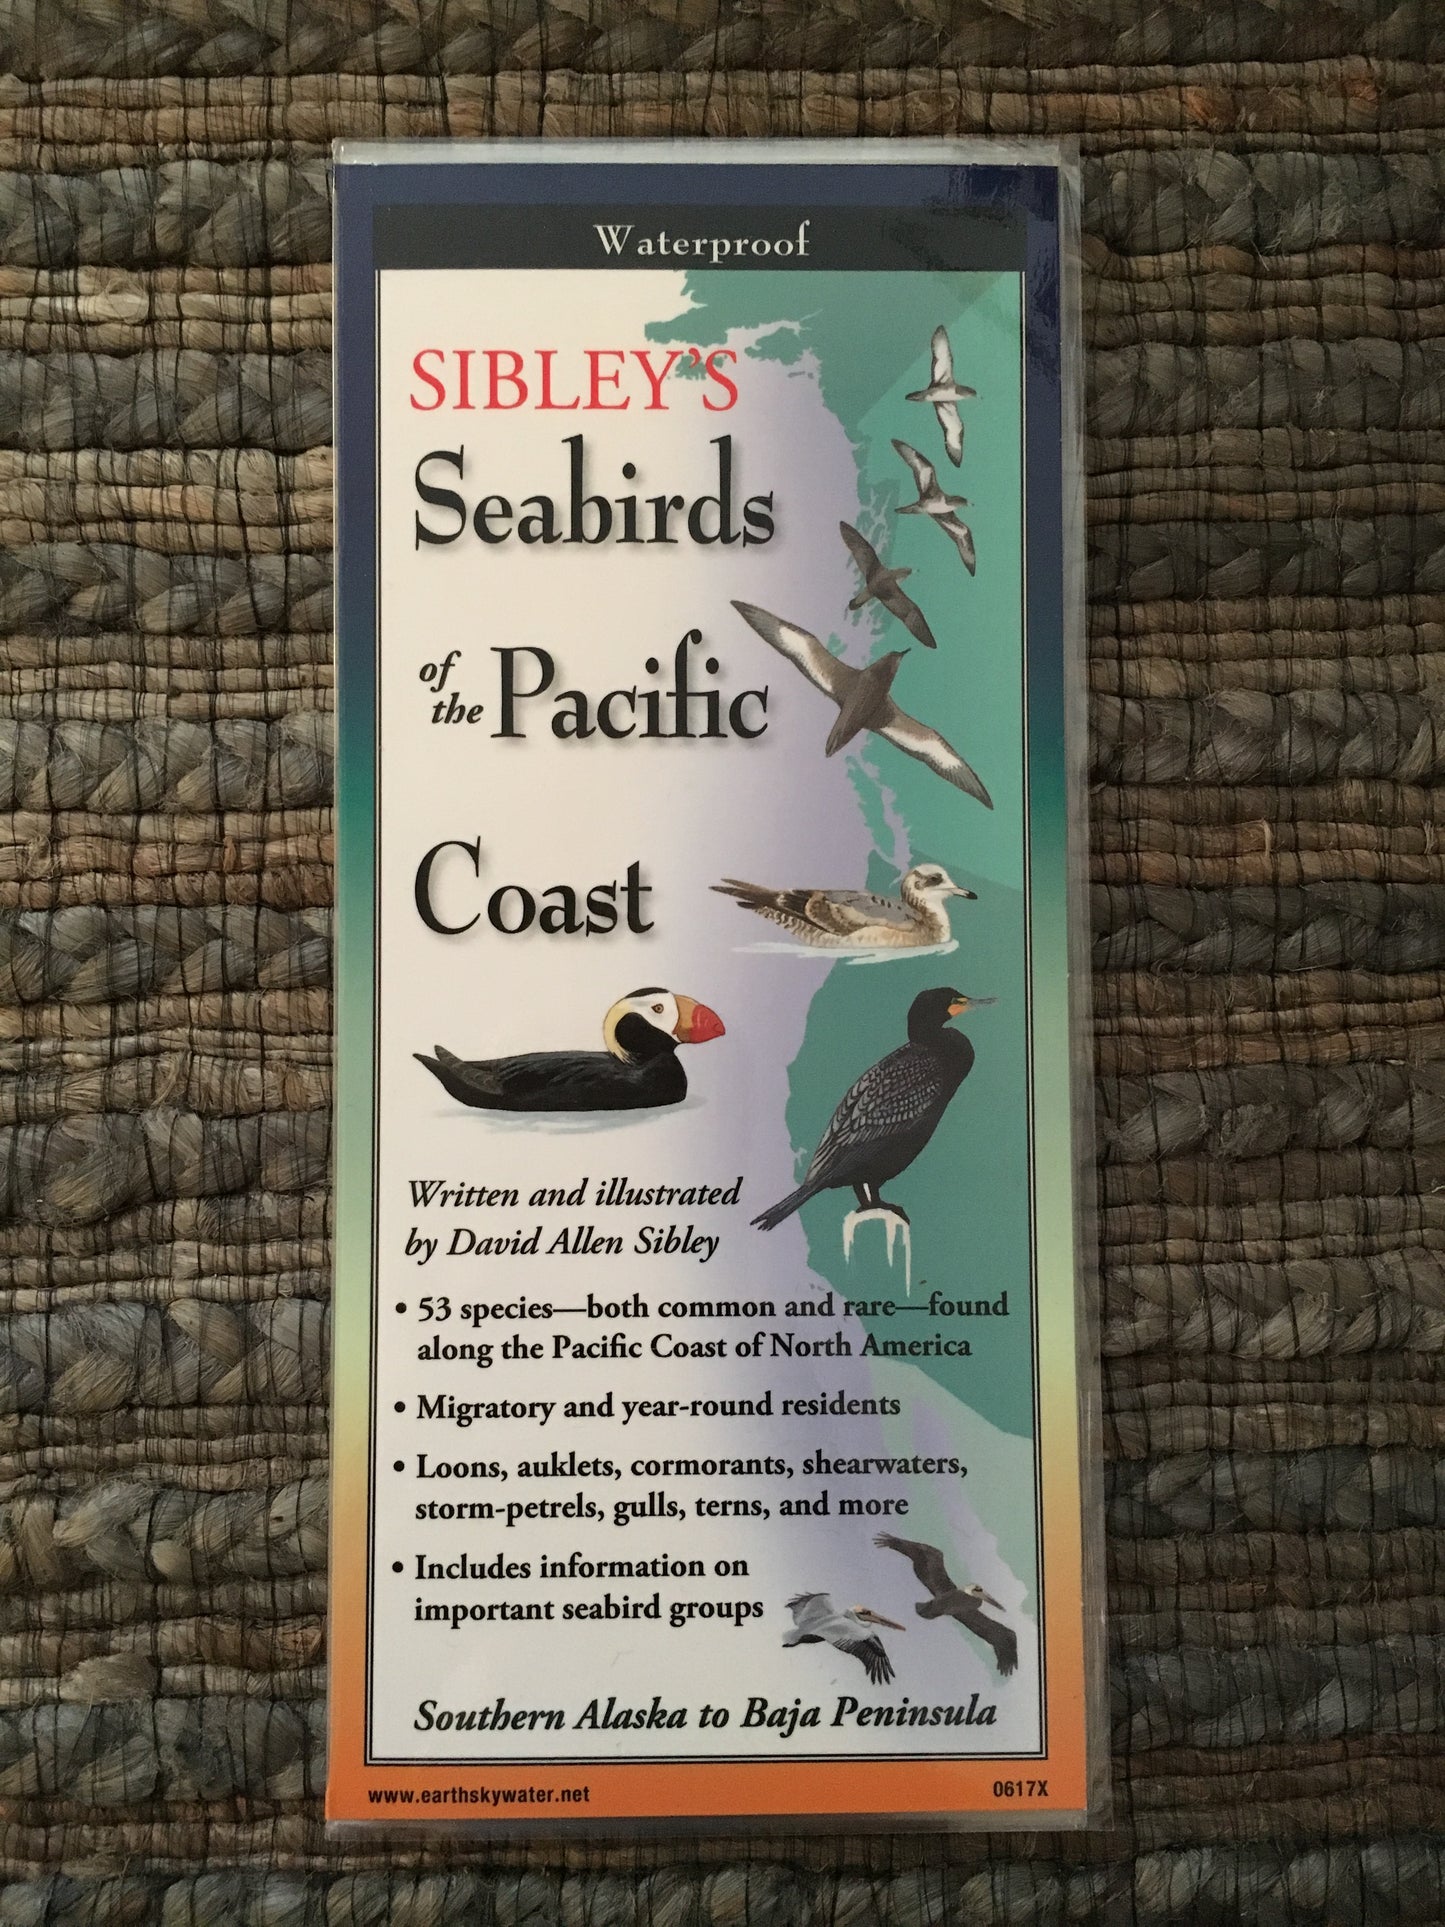 Waterproof
SIBLEY'S
Seabirds
of
the Pacific
Coast
Written and illustrated
by David Allen Sibley
• 53 species—both common and rare—found
along the Pacific Coast of North America
• Migratory and year-round residents
• Loons, auklets, cormorants, shearwaters,
storm-petrels, gulls, terns, and more
• Includes information on
important seabird groups
Southern Alaska to Baja Peninsula
www.earthskywater.net
0617X